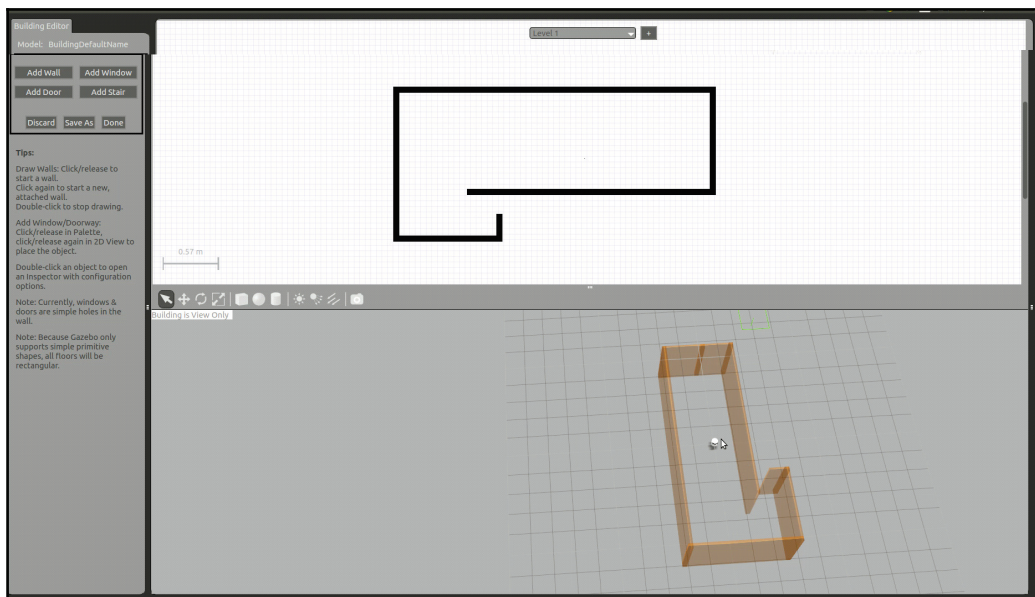 Building Editor
Model: BuildingDefaultName
Level 1
+
Add Wall
Add Window
Add Door
Add Stair
Discard
Save As
Done
Tips:
Draw Walls: Click/release to
start a wall.
Click again to start a new,
attached wall.
Double-click to stop drawing.
Add Window/Doorway:
Click/release in Palette,
click/release again in 2D View to
place the object.
Double-click an object to open
an Inspector with configuration
options.
Note: Currently, windows &
doors are simple holes in the
wall.
Note: Because Gazebo only
supports simple primitive
shapes, all floors will be
rectangular.
0.57 m
Building is View Only